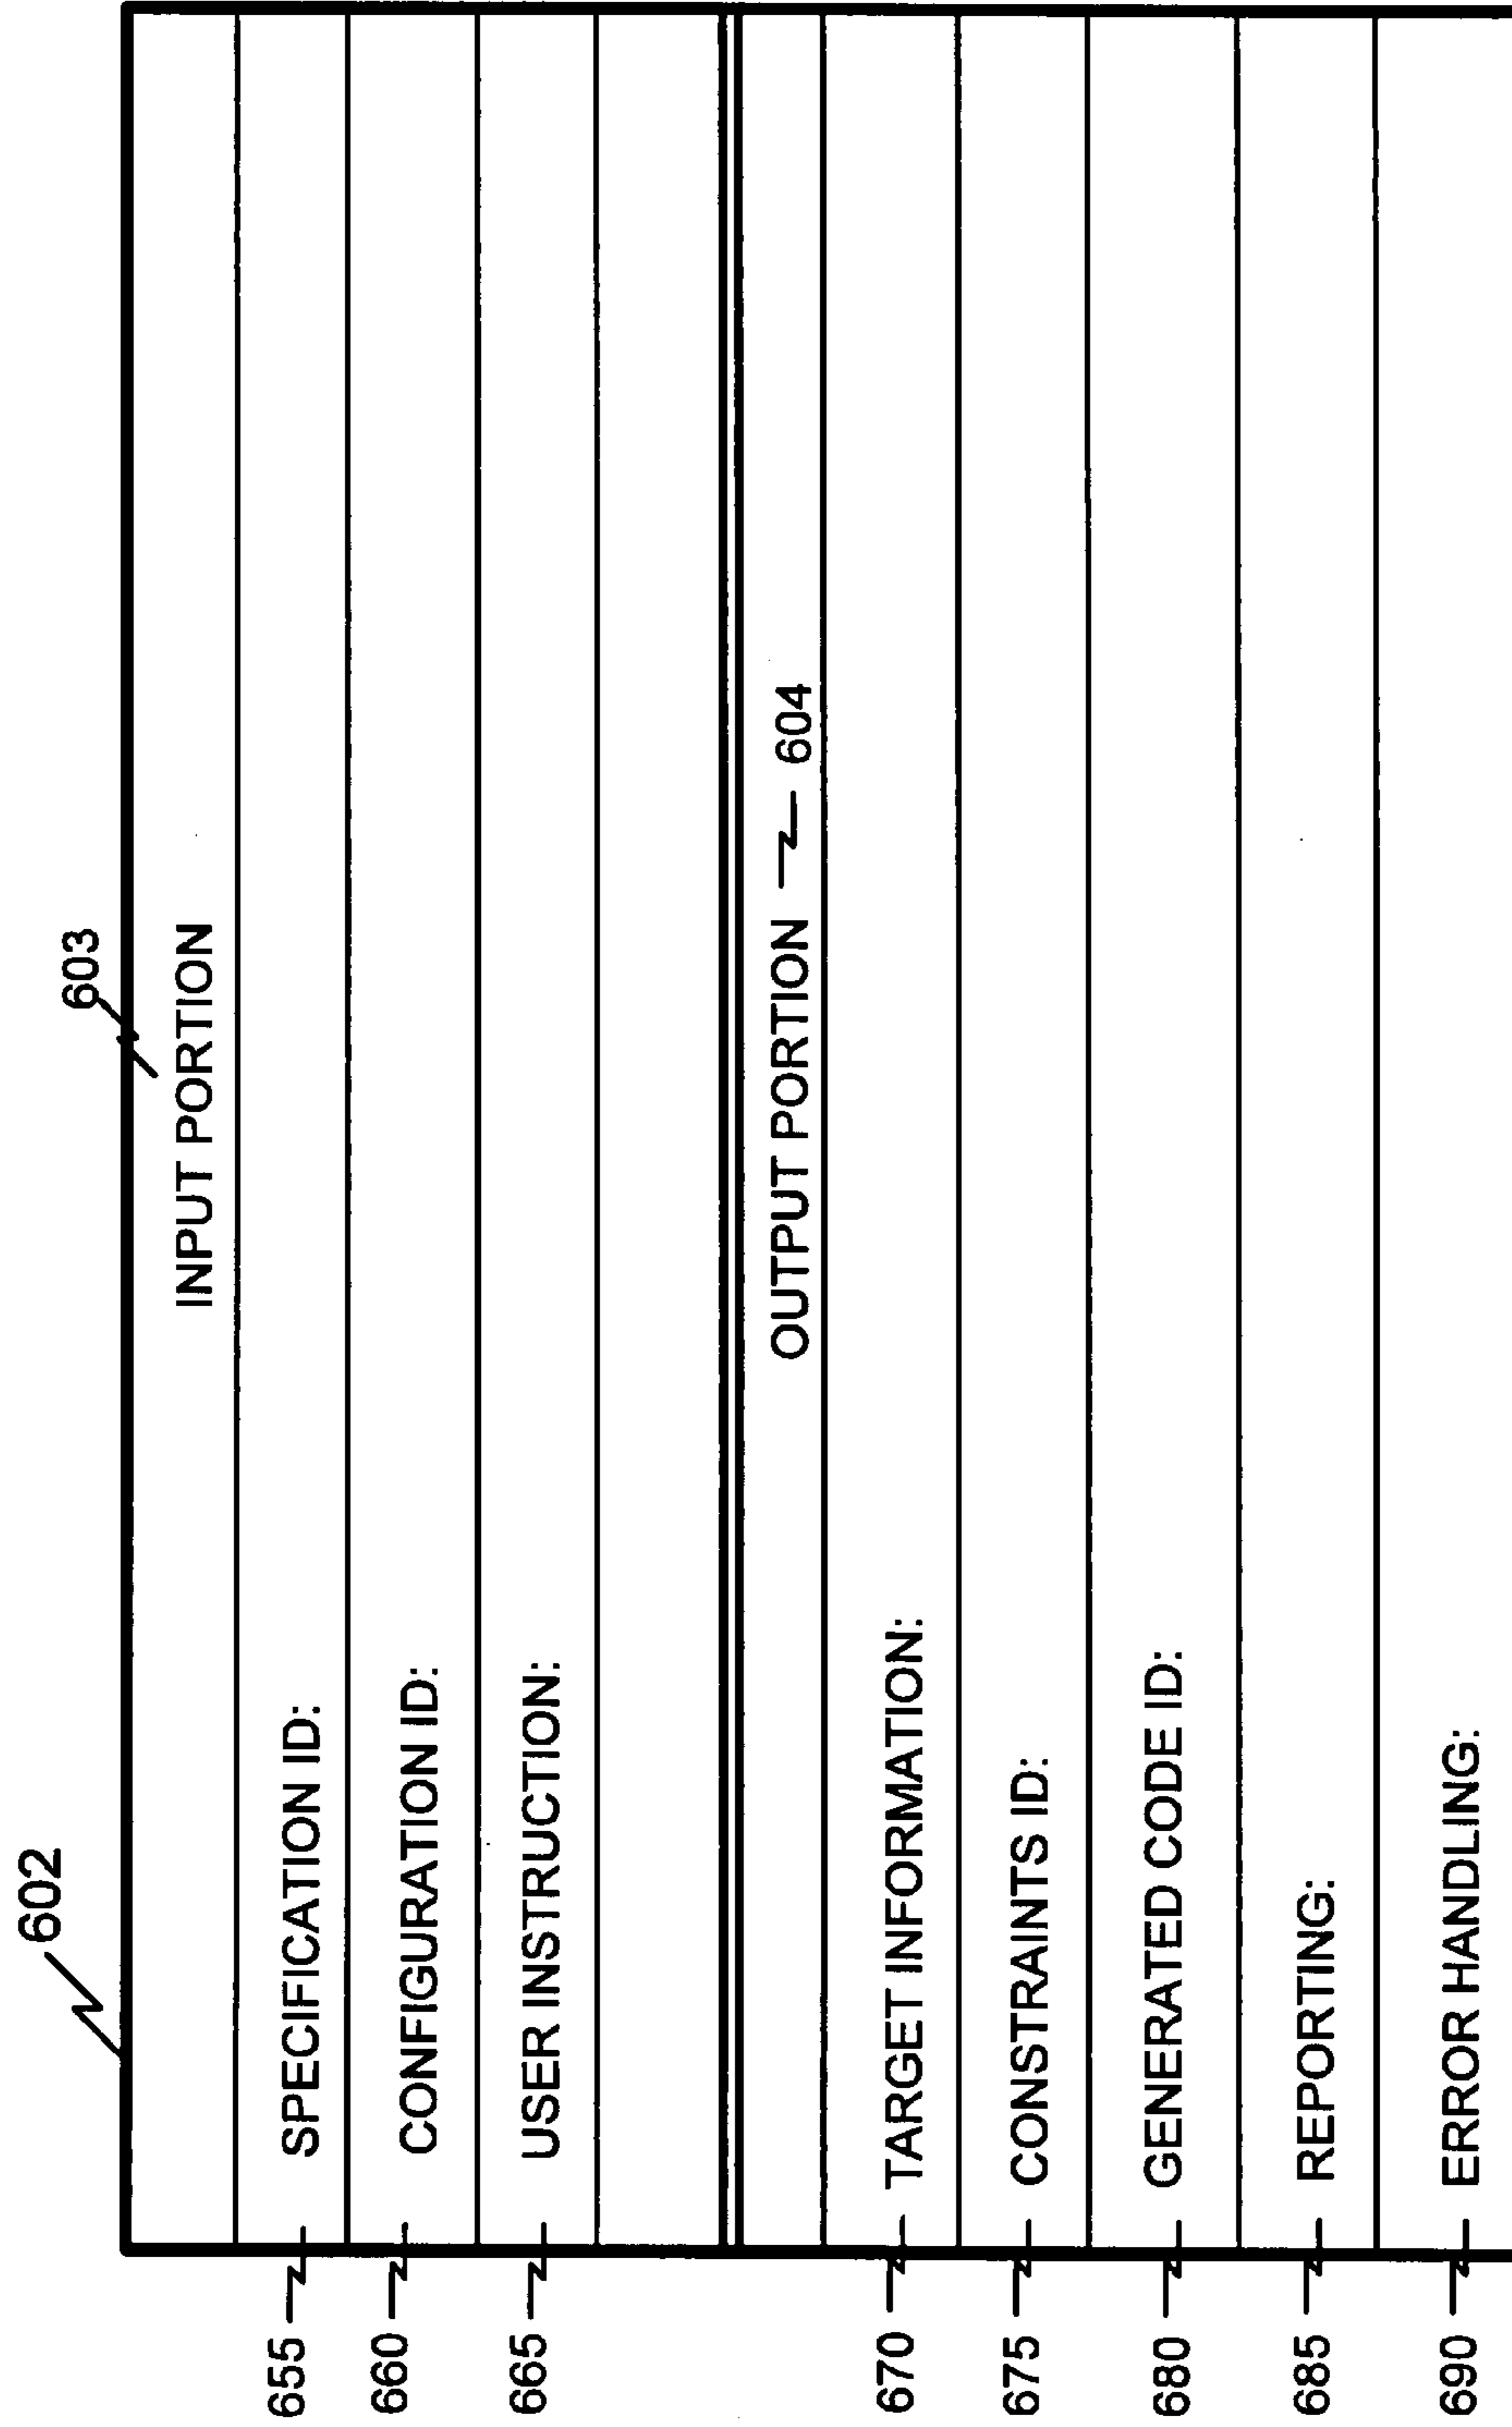 602
603
INPUT PORTION
655 SPECIFICATION ID:
660 CONFIGURATION ID:
665 USER INSTRUCTION:
OUTPUT PORTION 604
670 TARGET INFORMATION:
675 CONSTRAINTS ID:
680 GENERATED CODE ID:
685 REPORTING:
690 ERROR HANDLING: